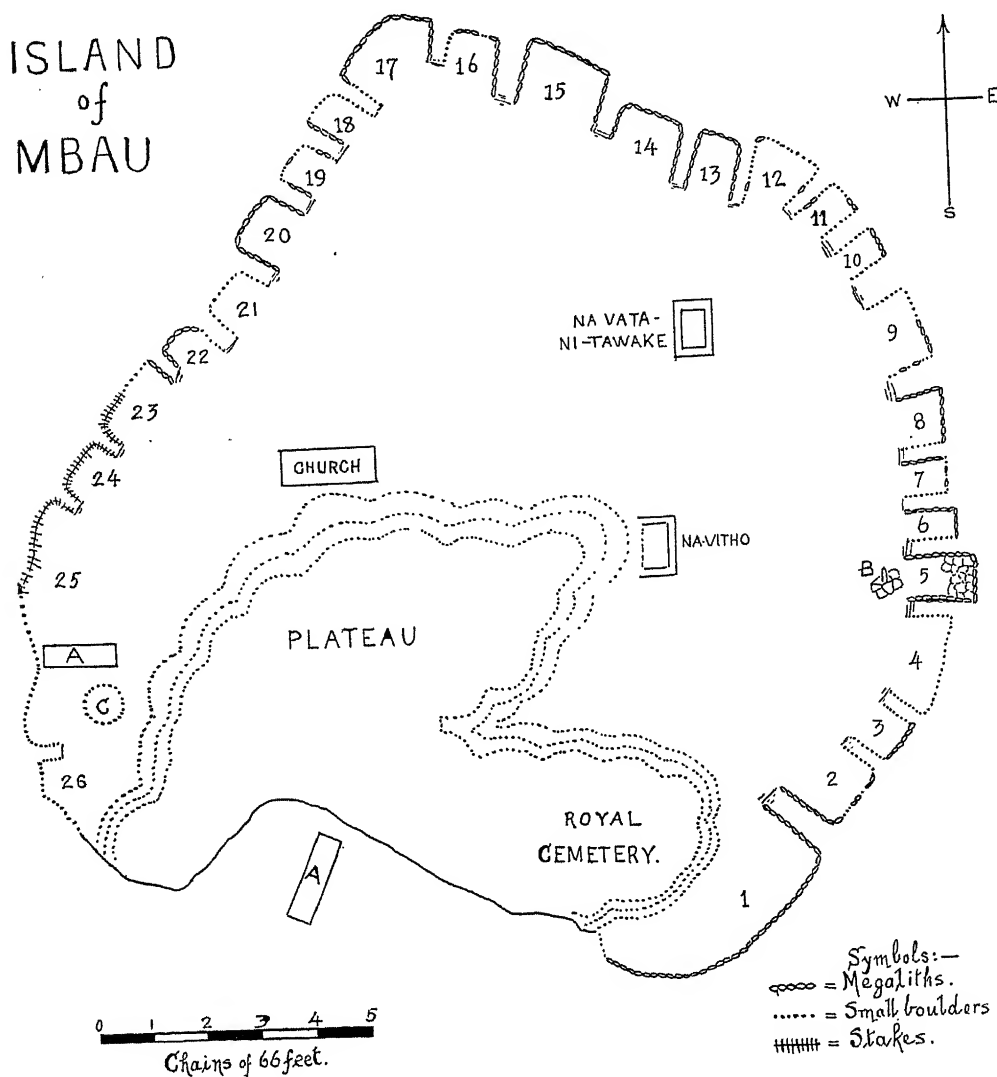 ISLAND
of
MBAU
W E
S
17
16
15
14
13
12
11
10
9
8
7
6
5
B
4
3
2
1
18
19
20
21
22
23
24
25
26
NA VATA-
NI-TAWAKE
CHURCH
NA-VITHO
PLATEAU
A
C
A
ROYAL
CEMETERY.
Symbols:—
= Megaliths.
= Small boulders
= Stakes.
0 1 2 3 4 5
Chains of 66 feet.